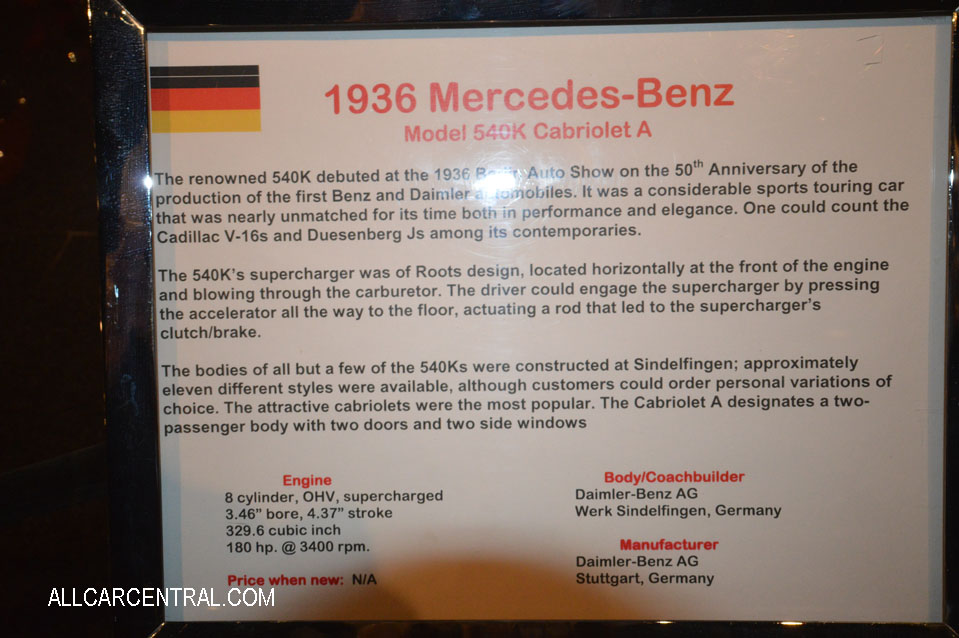 1936 Mercedes-Benz
Model 540K Cabriolet A
The renowned 540K debuted at the 1936 Berlin Auto Show on the 50th Anniversary of the
production of the first Benz and Daimler automobiles. It was a considerable sports touring car
that was nearly unmatched for its time both in performance and elegance. One could count the
Cadillac V-16s and Duesenberg Js among its contemporaries.
The 540K's supercharger was of Roots design, located horizontally at the front of the engine
and blowing through the carburetor. The driver could engage the supercharger by pressing
the accelerator all the way to the floor, actuating a rod that led to the supercharger's
clutch/brake.
The bodies of all but a few of the 540Ks were constructed at Sindelfingen; approximately
eleven different styles were available, although customers could order personal variations of
choice. The attractive cabriolets were the most popular. The Cabriolet A designates a two-
passenger body with two doors and two side windows
Engine
8 cylinder, OHV, supercharged
3.46" bore, 4.37" stroke
329.6 cubic inch
180 hp. @ 3400 rpm.
Price when new: N/A
Body/Coachbuilder
Daimler-Benz AG
Werk Sindelfingen, Germany
Manufacturer
Daimler-Benz AG
Stuttgart, Germany
ALLCARCENTRAL.COM